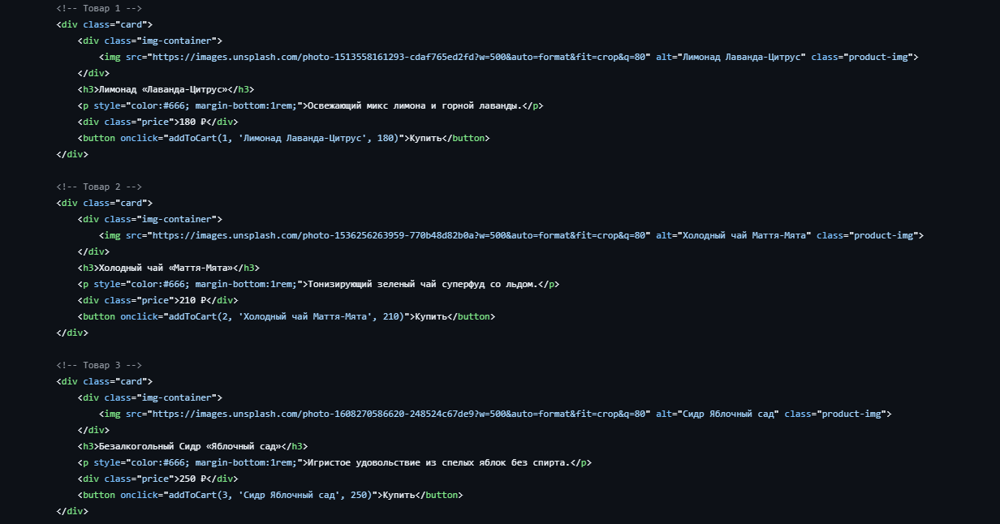 <!-- Товар 1 -->
<div class="card">
<div class="img-container">
<img src="https://images.unsplash.com/photo-1513558161293-cdaf765ed2fd?w=500&auto=format&fit=crop&q=80" alt="Лимонад Лаванда-Цитрус" class="product-img">
</div>
<h3>Лимонад «Лаванда-Цитрус»</h3>
<p style="color:#666; margin-bottom:1rem;">Освежающий микс лимона и горной лаванды.</p>
<div class="price">180 ₽</div>
<button onclick="addToCart(1, 'Лимонад Лаванда-Цитрус', 180)">Купить</button>
</div>
<!-- Товар 2 -->
<div class="card">
<div class="img-container">
<img src="https://images.unsplash.com/photo-1536256263959-770b48d82b0a?w=500&auto=format&fit=crop&q=80" alt="Холодный чай Маття-Мята" class="product-img">
</div>
<h3>Холодный чай «Маття-Мята»</h3>
<p style="color:#666; margin-bottom:1rem;">Тонизирующий зеленый чай суперфуд со льдом.</p>
<div class="price">210 ₽</div>
<button onclick="addToCart(2, 'Холодный чай Маття-Мята', 210)">Купить</button>
</div>
<!-- Товар 3 -->
<div class="card">
<div class="img-container">
<img src="https://images.unsplash.com/photo-1608270586620-248524c67de9?w=500&auto=format&fit=crop&q=80" alt="Сидр Яблочный сад" class="product-img">
</div>
<h3>Безалкогольный Сидр «Яблочный сад»</h3>
<p style="color:#666; margin-bottom:1rem;">Игристое удовольствие из спелых яблок без спирта.</p>
<div class="price">250 ₽</div>
<button onclick="addToCart(3, 'Сидр Яблочный сад', 250)">Купить</button>
</div>